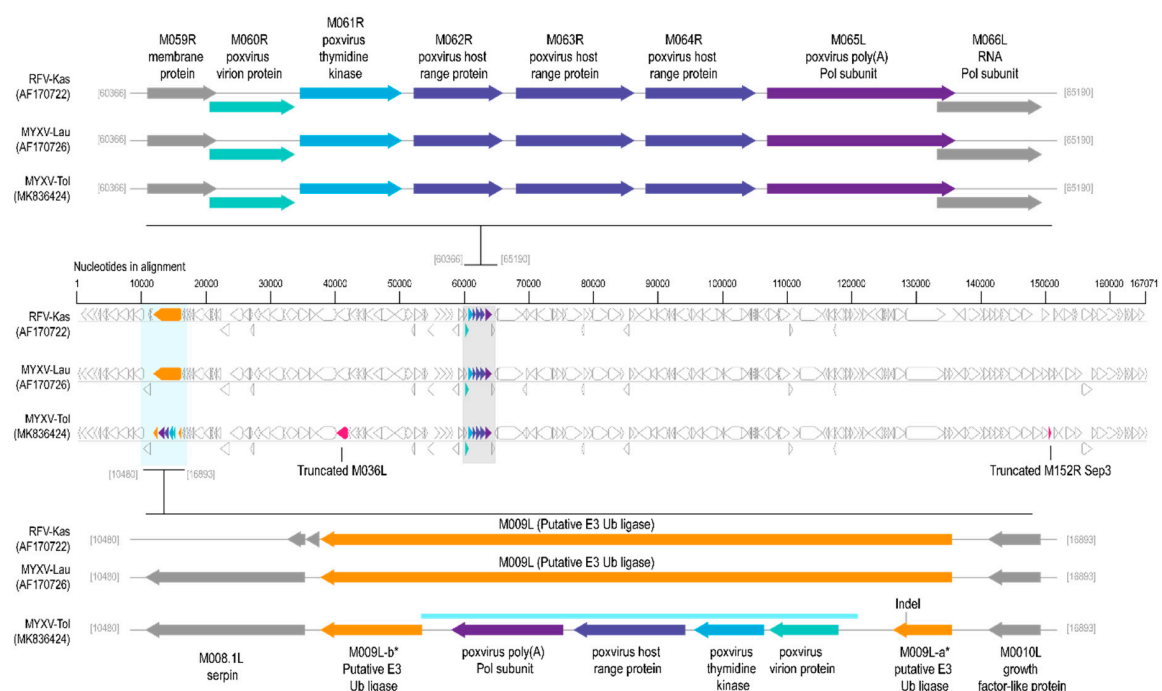 M059R
membrane
protein
M060R
poxvirus
virion protein
M061R
poxvirus
thymidine
kinase
M062R
poxvirus host
range protein
M063R
poxvirus host
range protein
M064R
poxvirus host
range protein
M065L
poxvirus poly(A)
Pol subunit
M066L
RNA
Pol subunit
RFV-Kas
(AF170722)
[60366]
[65190]
MYXV-Lau
(AF170726)
[60366]
[65190]
MYXV-Tol
(MK836424)
[60366]
[65190]
[60366]
[65190]
Nucleotides in alignment
1 10000 20000 30000 40000 50000 60000 70000 80000 90000 100000 110000 120000 130000 140000 150000 160000 167071
RFV-Kas
(AF170722)
MYXV-Lau
(AF170726)
MYXV-Tol
(MK836424)
Truncated M036L
Truncated M152R Sep3
[10480]
[16893]
M009L (Putative E3 Ub ligase)
RFV-Kas
(AF170722)
[10480]
[16893]
M009L (Putative E3 Ub ligase)
MYXV-Lau
(AF170726)
[10480]
[16893]
Indel
MYXV-Tol
(MK836424)
[10480]
[16893]
M008.1L
serpin
M009L-b*
Putative E3
Ub ligase
poxvirus poly(A)
Pol subunit
poxvirus host
range protein
poxvirus
thymidine
kinase
poxvirus
virion protein
M009L-a*
putative E3
Ub ligase
M0010L
growth
factor-like protein